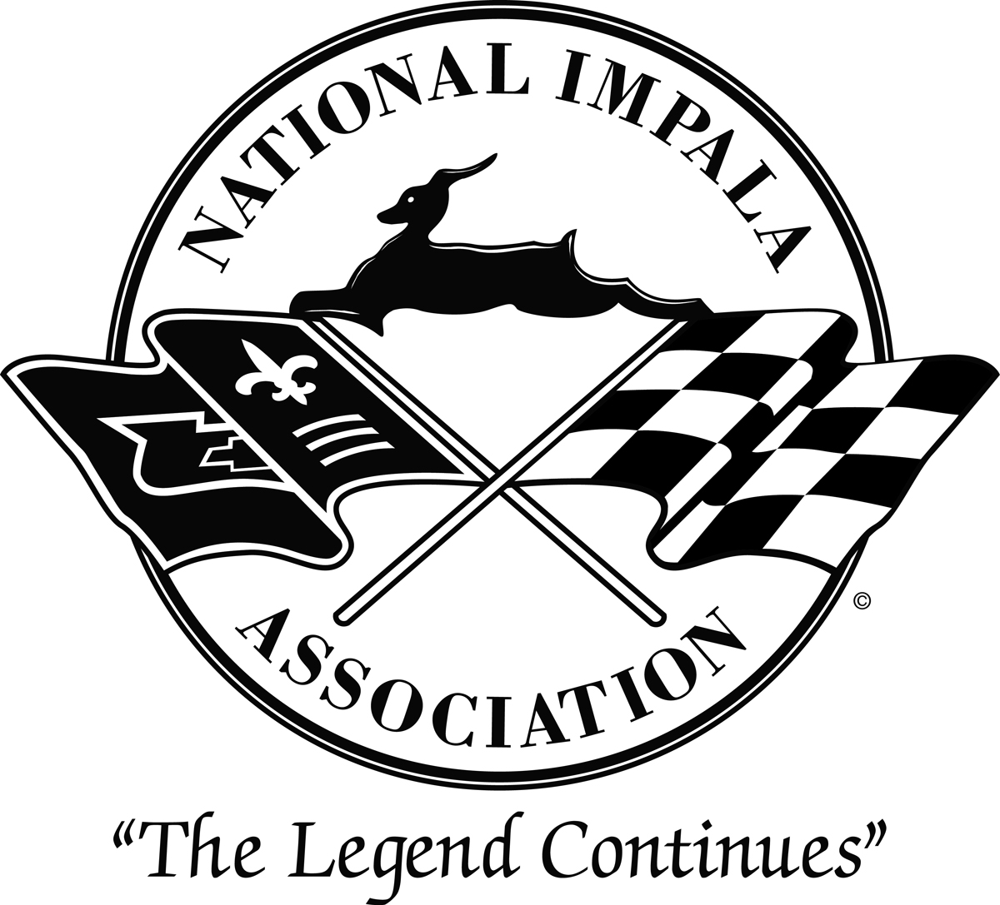 NATIONAL IMPALA
ASSOCIATION
©
“The Legend Continues”